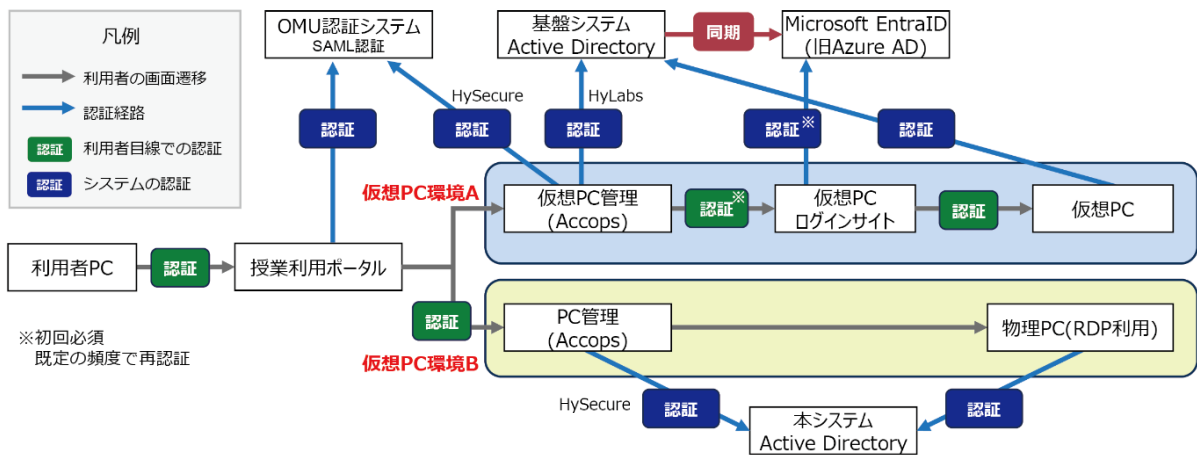 凡例
利用者の画面遷移
認証経路
認証 利用者目線での認証
認証 システムの認証
OMU認証システム
SAML認証
基盤システム
Active Directory
同期
Microsoft EntraID
(旧Azure AD)
HySecure
HyLabs
認証
認証
認証
認証※
認証
仮想PC環境A
仮想PC管理
(Accops)
認証※
仮想PC
ログインサイト
認証
仮想PC
利用者PC
認証
授業利用ポータル
認証
※初回必須
既定の頻度で再認証
仮想PC環境B
PC管理
(Accops)
物理PC(RDP利用)
HySecure
認証
認証
本システム
Active Directory